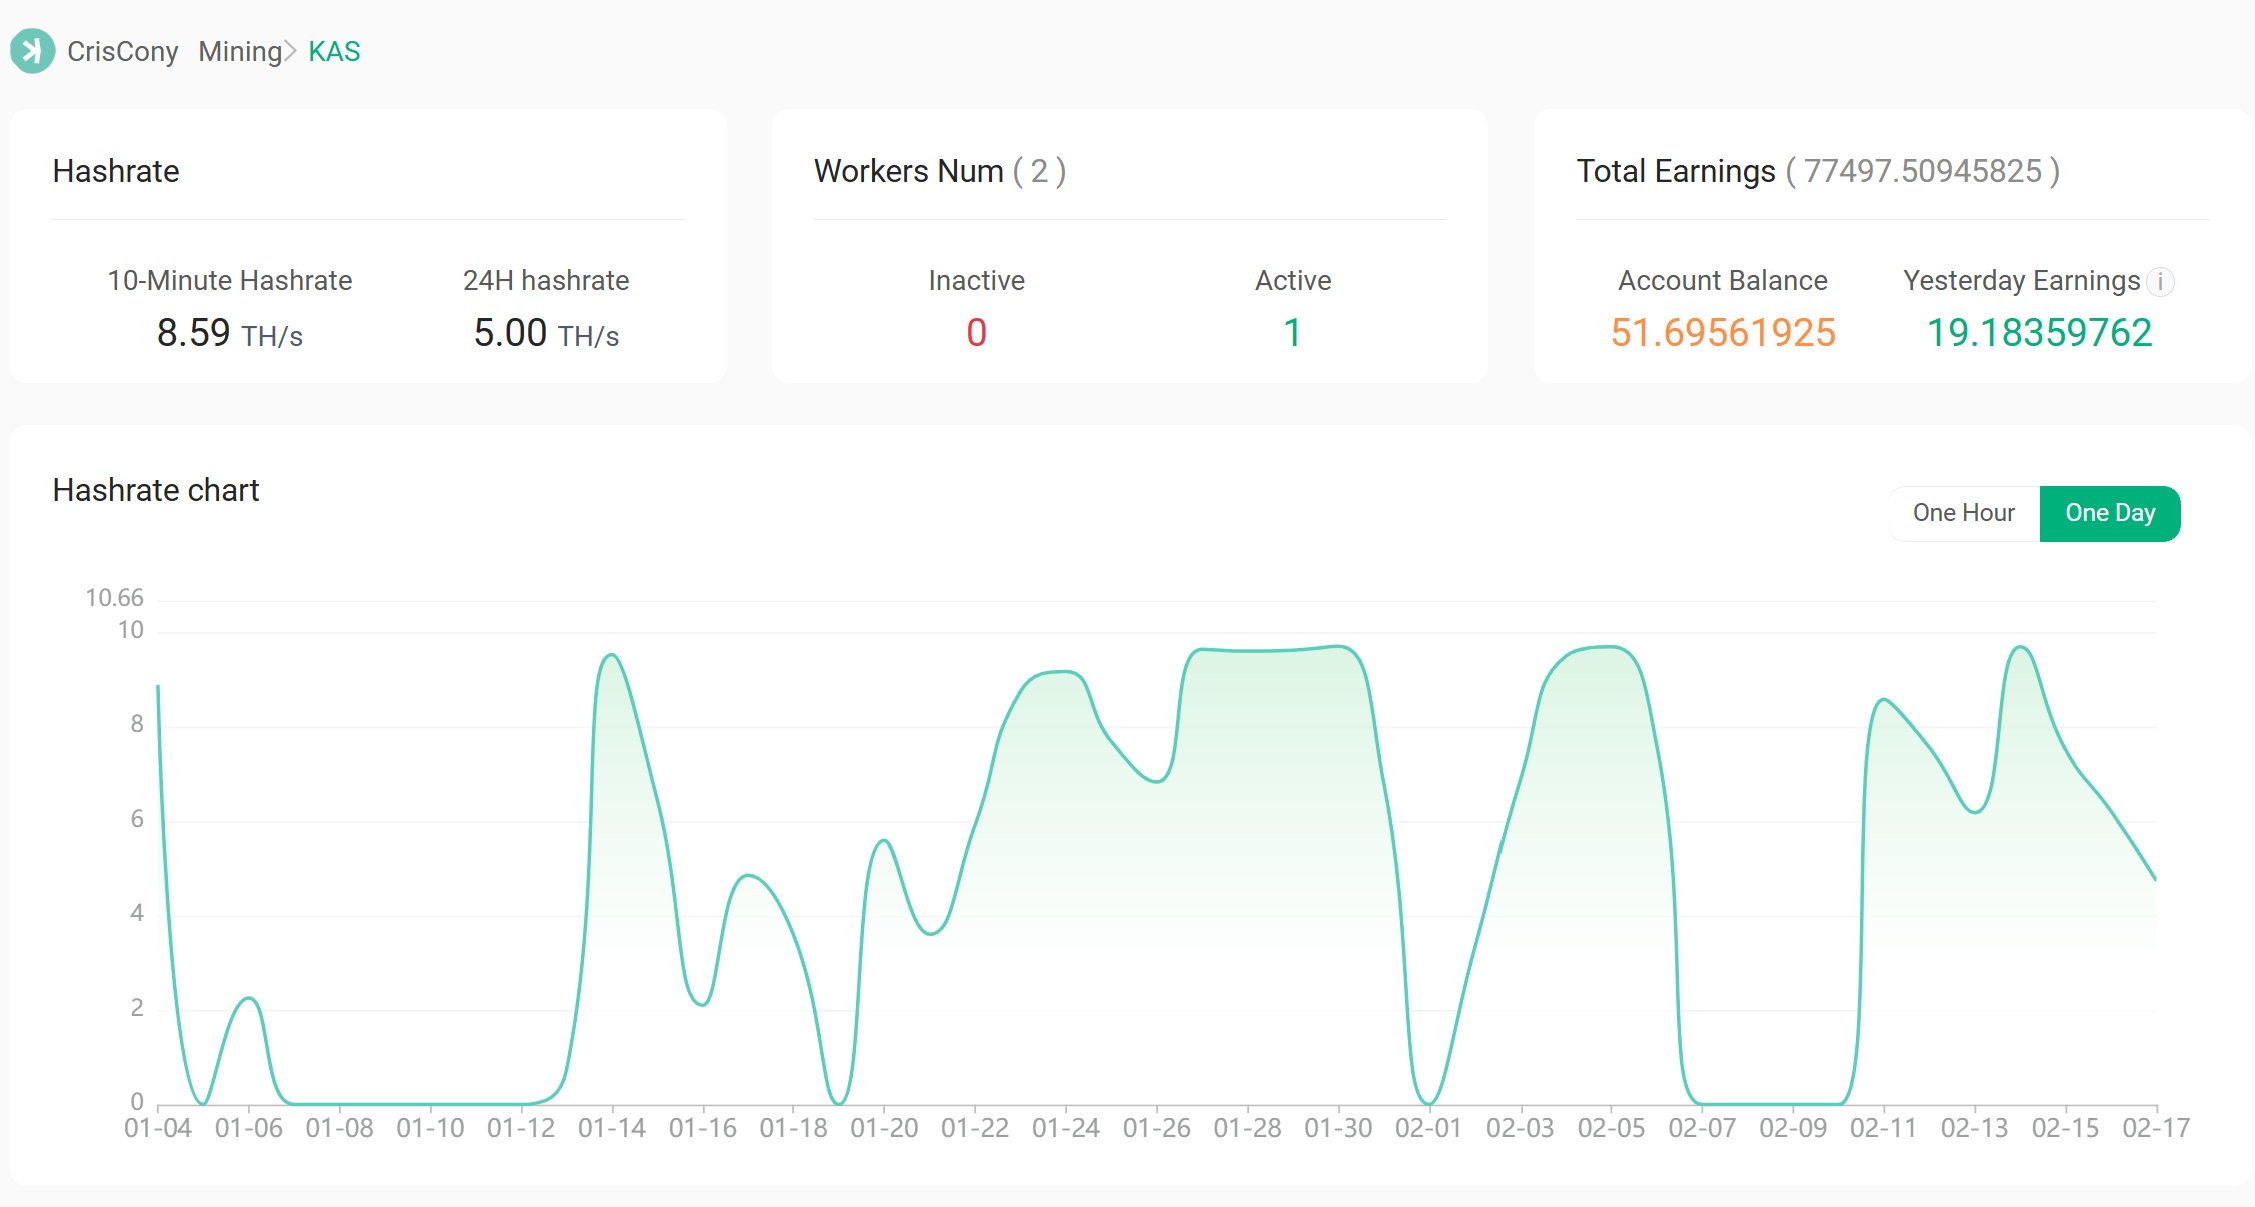 CrisCony Mining> KAS
Hashrate
10-Minute Hashrate
8.59 TH/s
24H hashrate
5.00 TH/s
Workers Num ( 2 )
Inactive
0
Active
1
Total Earnings ( 77497.50945825 )
Account Balance
51.69561925
Yesterday Earnings i
19.18359762
Hashrate chart
One Hour
One Day
10.66
10
8
6
4
2
0
01-04 01-06 01-08 01-10 01-12 01-14 01-16 01-18 01-20 01-22 01-24 01-26 01-28 01-30 02-01 02-03 02-05 02-07 02-09 02-11 02-13 02-15 02-17